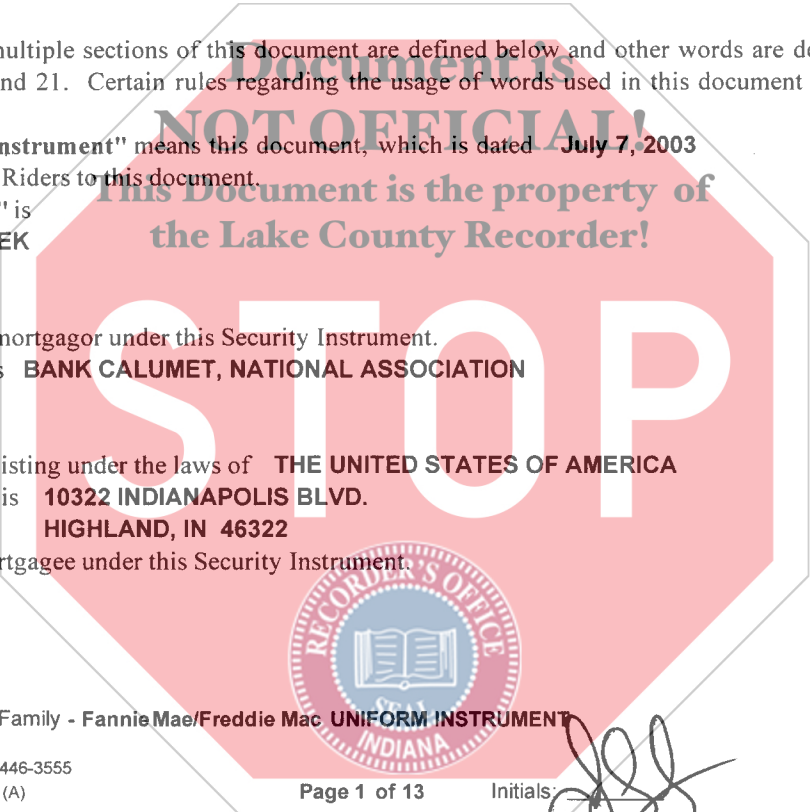 multiple sections of this document are defined below and other words are de
nd 21. Certain rules regarding the usage of words used in this document
Document is
NOT OFFICIAL!
This Document is the property of
the Lake County Recorder!
nstrument" means this document, which is dated July 7, 2003
Riders to this document.
" is
EK
STOP
mortgagor under this Security Instrument.
s BANK CALUMET, NATIONAL ASSOCIATION
isting under the laws of THE UNITED STATES OF AMERICA
is 10322 INDIANAPOLIS BLVD.
HIGHLAND, IN 46322
rtgagee under this Security Instrument.
RECORDER'S OFFICE
SEAL
INDIANA
Family - Fannie Mae/Freddie Mac UNIFORM INSTRUMENT
446-3555
(A)
Page 1 of 13 Initials: